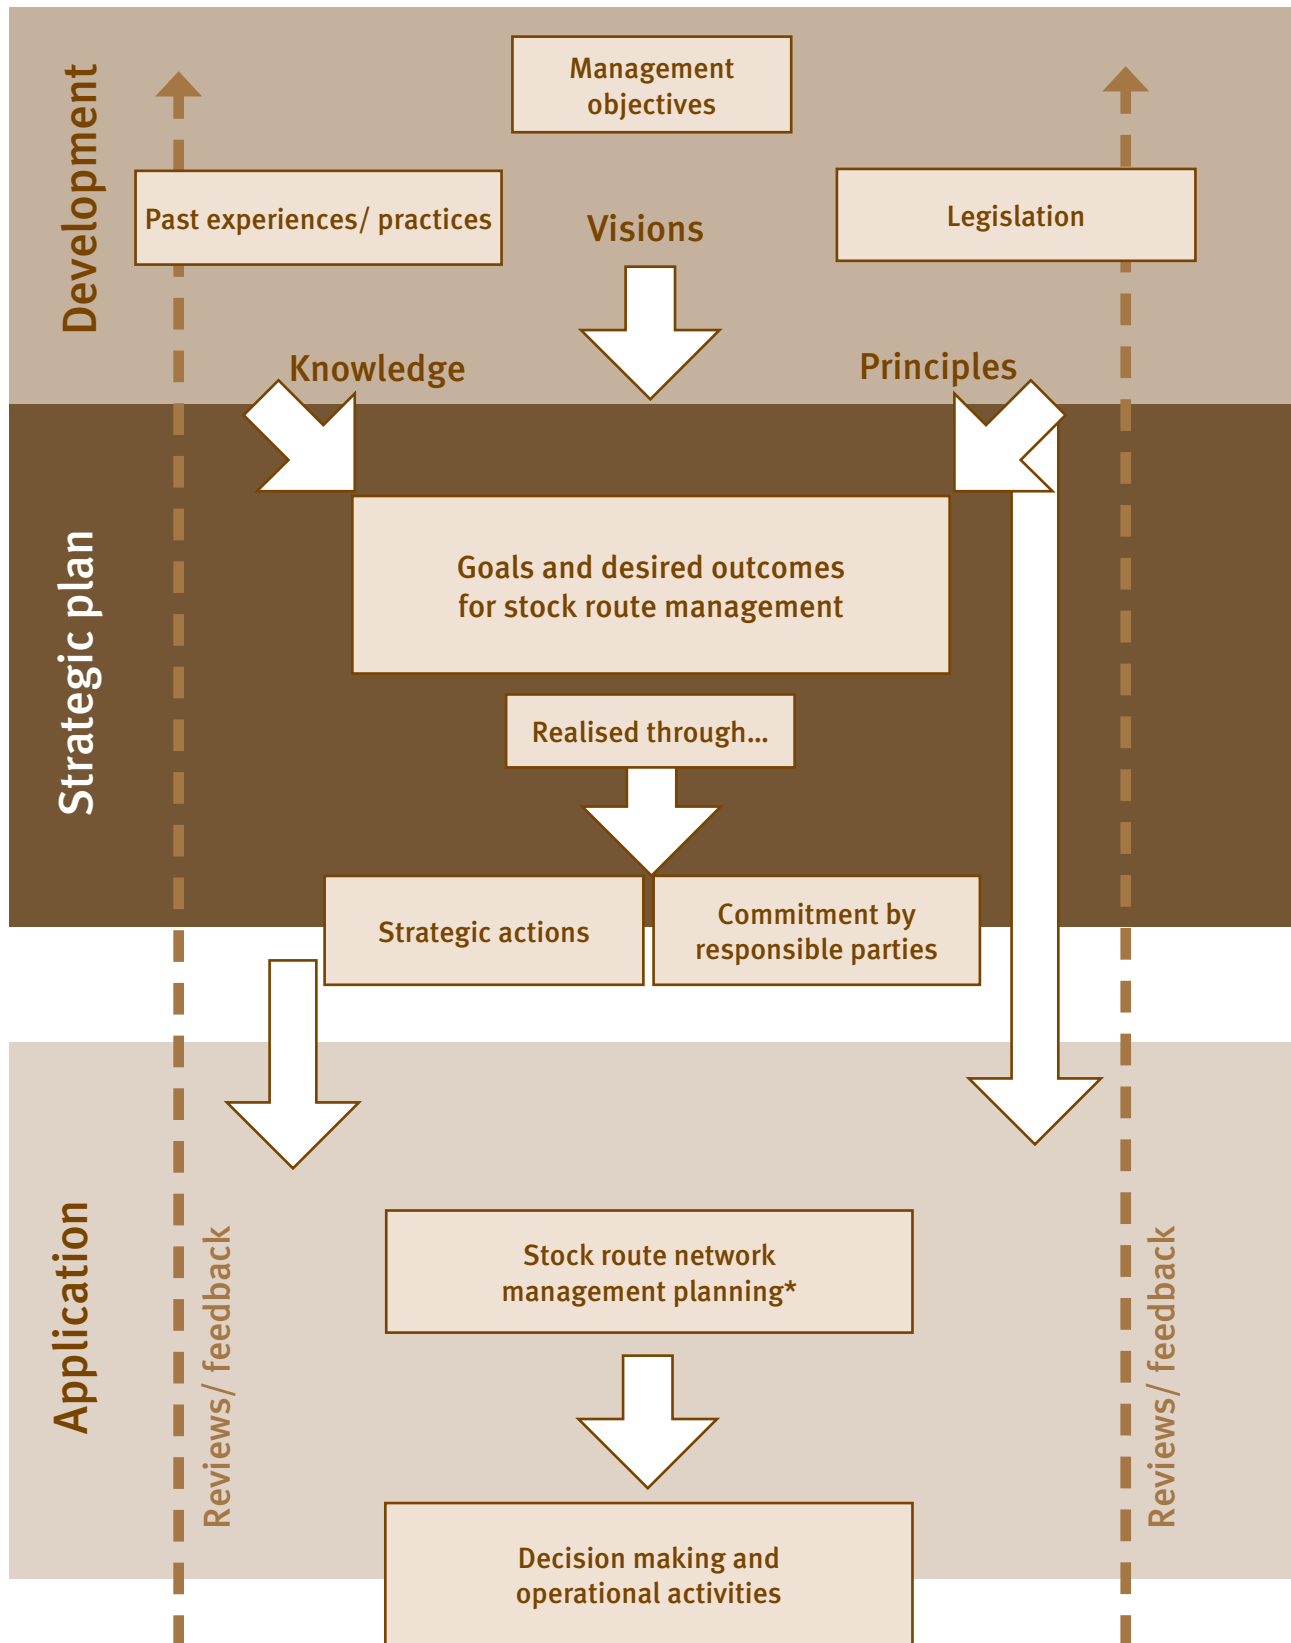 Development
Management
objectives
Past experiences/ practices
Visions
Legislation
Knowledge
Principles
Strategic plan
Goals and desired outcomes
for stock route management
Realised through...
Strategic actions
Commitment by
responsible parties
Application
Reviews/ feedback
Stock route network
management planning*
Reviews/ feedback
Decision making and
operational activities